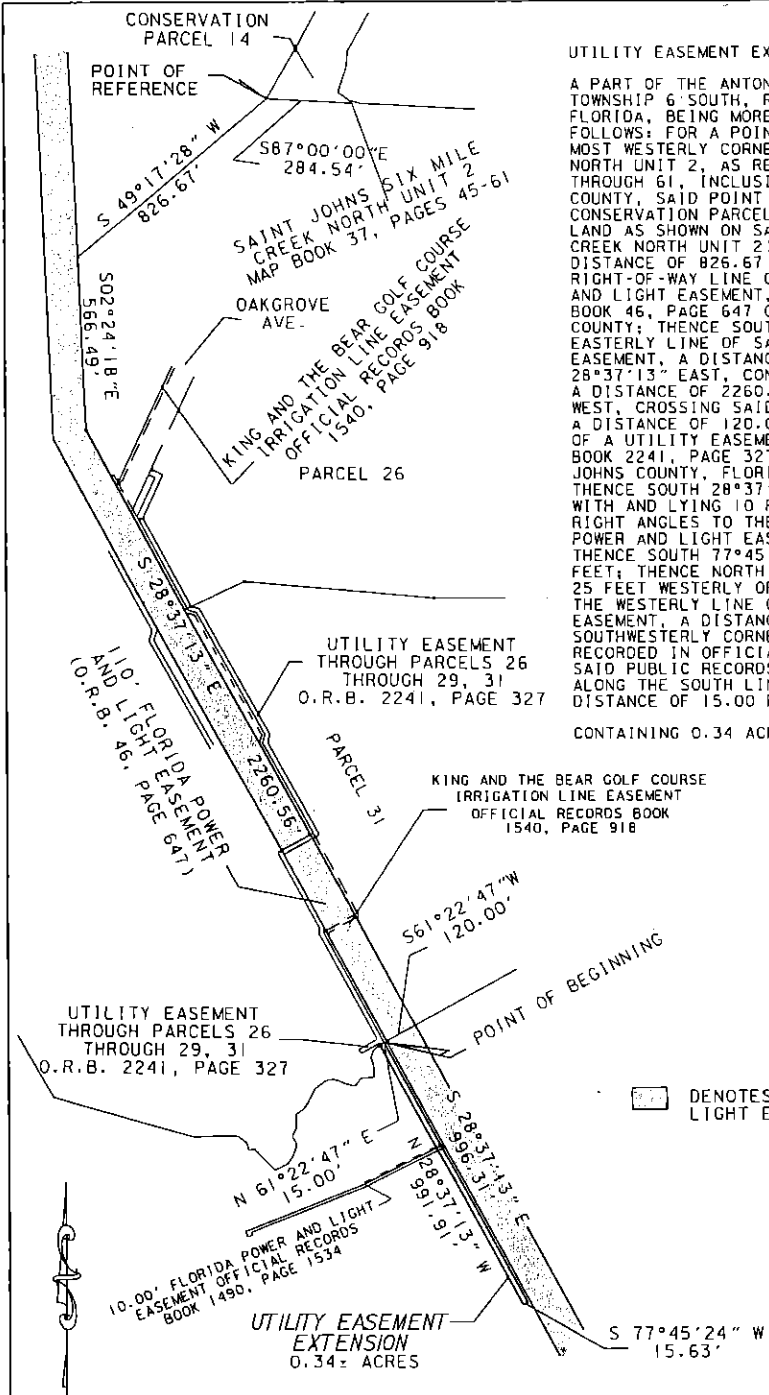 CONSERVATION
PARCEL 14
POINT OF
REFERENCE
S 49°17'28" W
826.67'
S87°00'00"E
284.54'
SAINT JOHNS SIX MILE
CREEK NORTH UNIT 2
MAP BOOK 37, PAGES 45-61
S02°24'18"E
566.49'
OAKGROVE
AVE.
KING AND THE BEAR GOLF COURSE
IRRIGATION LINE EASEMENT
OFFICIAL RECORDS BOOK
1540, PAGE 918
PARCEL 26
S 28°37'13" E
2260.56'
110' FLORIDA POWER
AND LIGHT EASEMENT
(O.R.B. 46, PAGE 647)
UTILITY EASEMENT
THROUGH PARCELS 26
THROUGH 29, 31
O.R.B. 2241, PAGE 327
PARCEL 31
KING AND THE BEAR GOLF COURSE
IRRIGATION LINE EASEMENT
OFFICIAL RECORDS BOOK
1540, PAGE 918
S61°22'47"W
120.00'
POINT OF BEGINNING
UTILITY EASEMENT
THROUGH PARCELS 26
THROUGH 29, 31
O.R.B. 2241, PAGE 327
N 61°22'47" E
15.00'
S 28°37'13" E
996.31'
N 28°37'13" W
991.91'
10.00' FLORIDA POWER AND LIGHT
EASEMENT OFFICIAL RECORDS
BOOK 1490, PAGE 1534
UTILITY EASEMENT
EXTENSION
0.34± ACRES
S 77°45'24" W
15.63'
UTILITY EASEMENT EX
A PART OF THE ANTON
TOWNSHIP 6 SOUTH, R
FLORIDA, BEING MORE
FOLLOWS: FOR A POIN
MOST WESTERLY CORNE
NORTH UNIT 2, AS RE
THROUGH 61, INCLUSI
COUNTY, SAID POINT
CONSERVATION PARCEL
LAND AS SHOWN ON SA
CREEK NORTH UNIT 2;
DISTANCE OF 826.67
RIGHT-OF-WAY LINE O
AND LIGHT EASEMENT,
BOOK 46, PAGE 647 O
COUNTY; THENCE SOUT
EASTERLY LINE OF SA
EASEMENT, A DISTANC
28°37'13" EAST, CON
A DISTANCE OF 2260.
WEST, CROSSING SAID
A DISTANCE OF 120.0
OF A UTILITY EASEME
BOOK 2241, PAGE 327
JOHNS COUNTY, FLORI
THENCE SOUTH 28°37'
WITH AND LYING 10 F
RIGHT ANGLES TO THE
POWER AND LIGHT EAS
THENCE SOUTH 77°45
FEET; THENCE NORTH
25 FEET WESTERLY OF
THE WESTERLY LINE O
EASEMENT, A DISTANC
SOUTHWESTERLY CORNE
RECORDED IN OFFICIA
SAID PUBLIC RECORDS
ALONG THE SOUTH LIN
DISTANCE OF 15.00 F
CONTAINING 0.34 ACR
DENOTES
LIGHT E